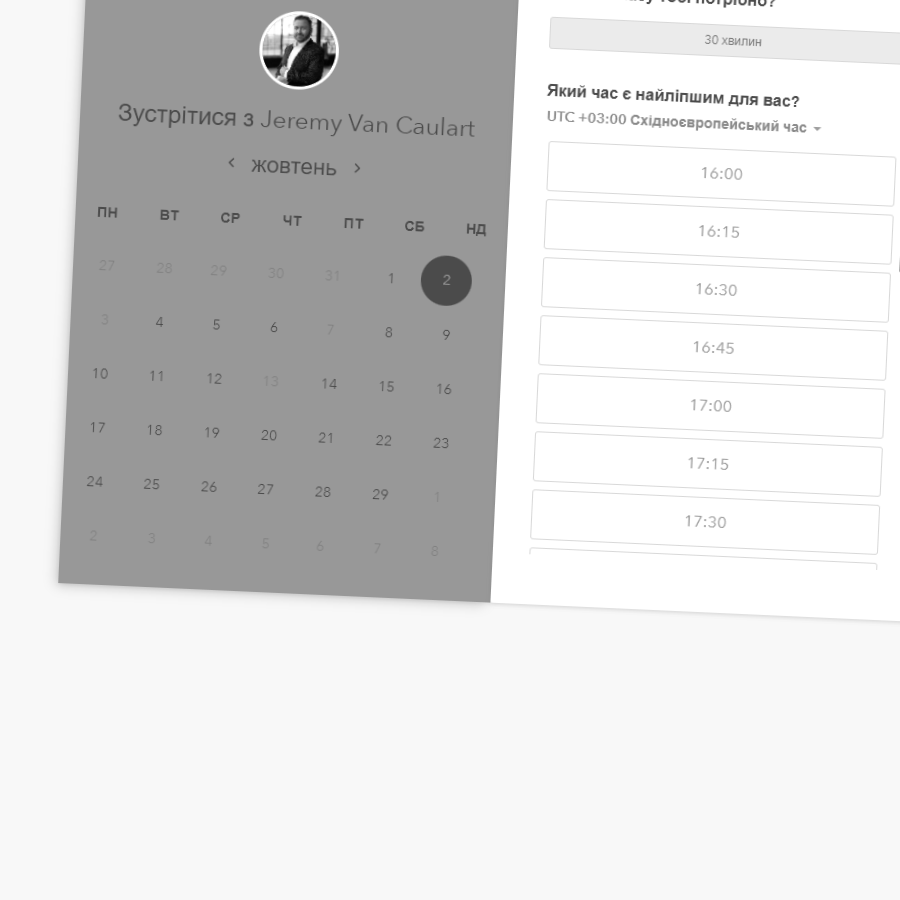 Зустрітися з Jeremy Van Caulart
жовтень
ПН ВТ СР ЧТ ПТ СБ НД
27 28 29 30 31 1 2
3 4 5 6 7 8 9
10 11 12 13 14 15 16
17 18 19 20 21 22 23
24 25 26 27 28 29 1
2 3 4 5 6 7 8
потрібно?
30 хвилин
Який час є найліпшим для вас?
UTC +03:00 Східноєвропейський час
16:00
16:15
16:30
16:45
17:00
17:15
17:30